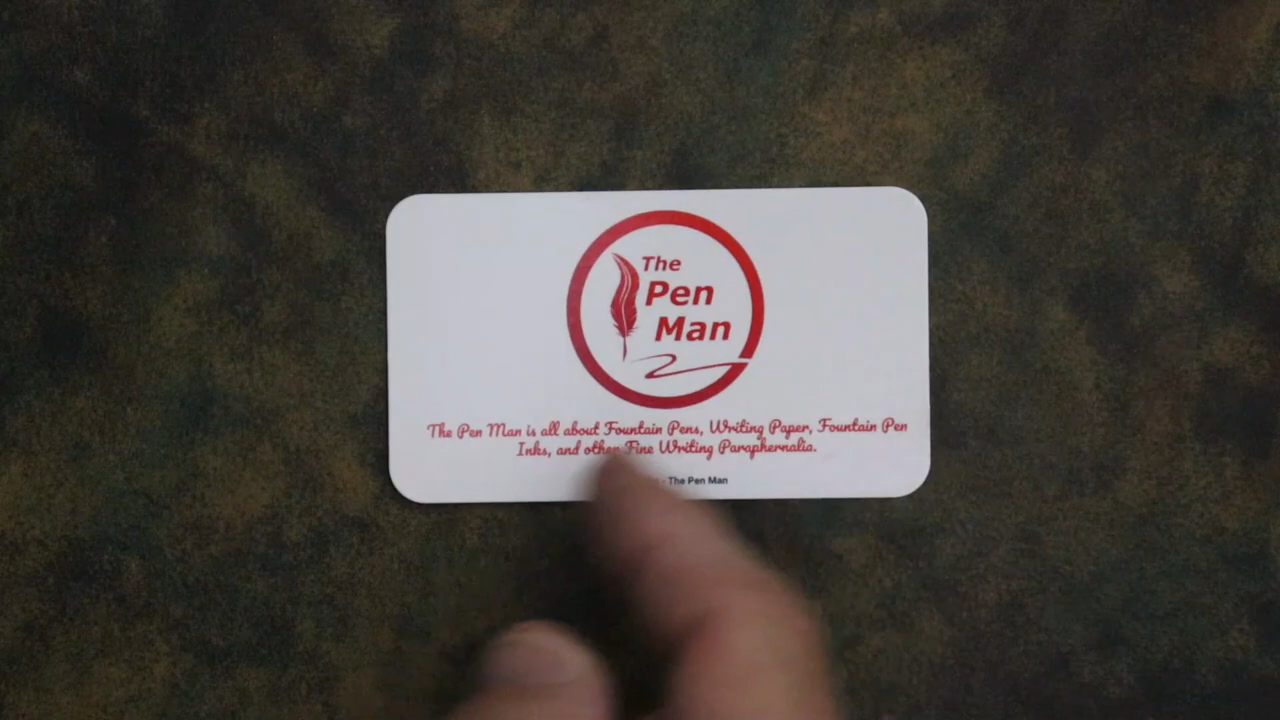 The
Pen
Man
The Pen Man is all about Fountain Pens, Writing Paper, Fountain Pen
Inks, and other Fine Writing Paraphernalia.
- The Pen Man